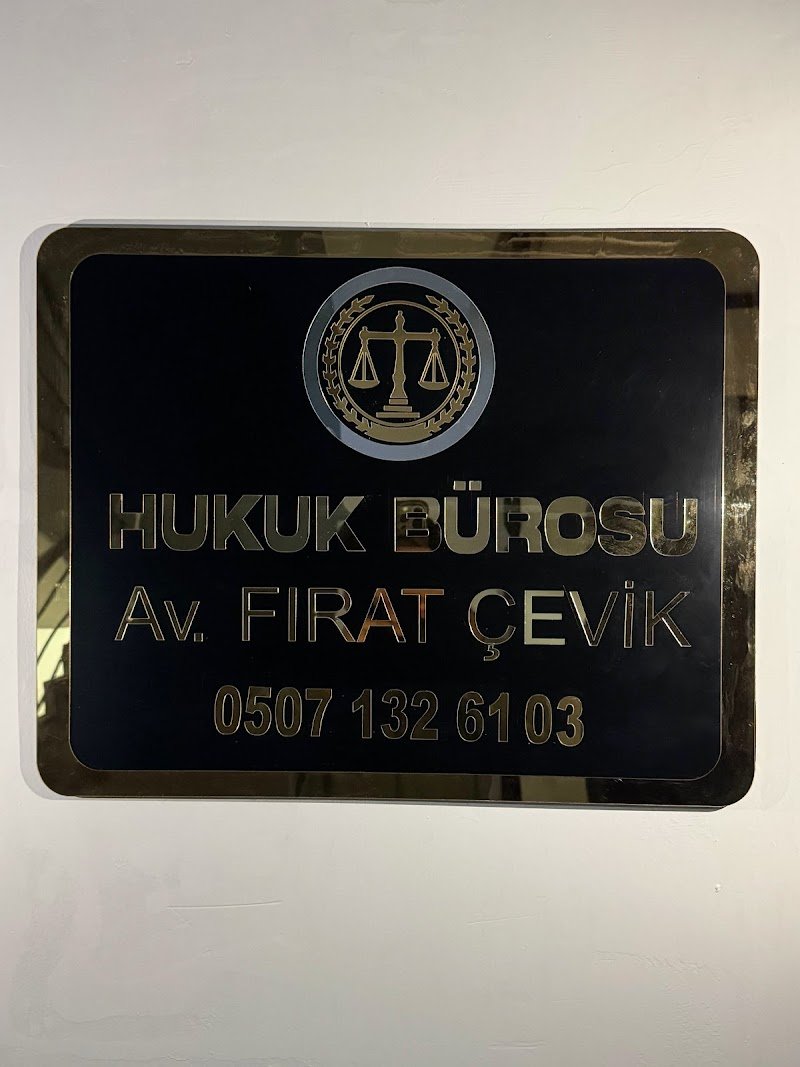 HUKUK BÜROSU
Av. FIRAT ÇEVİK
0507 132 61 03